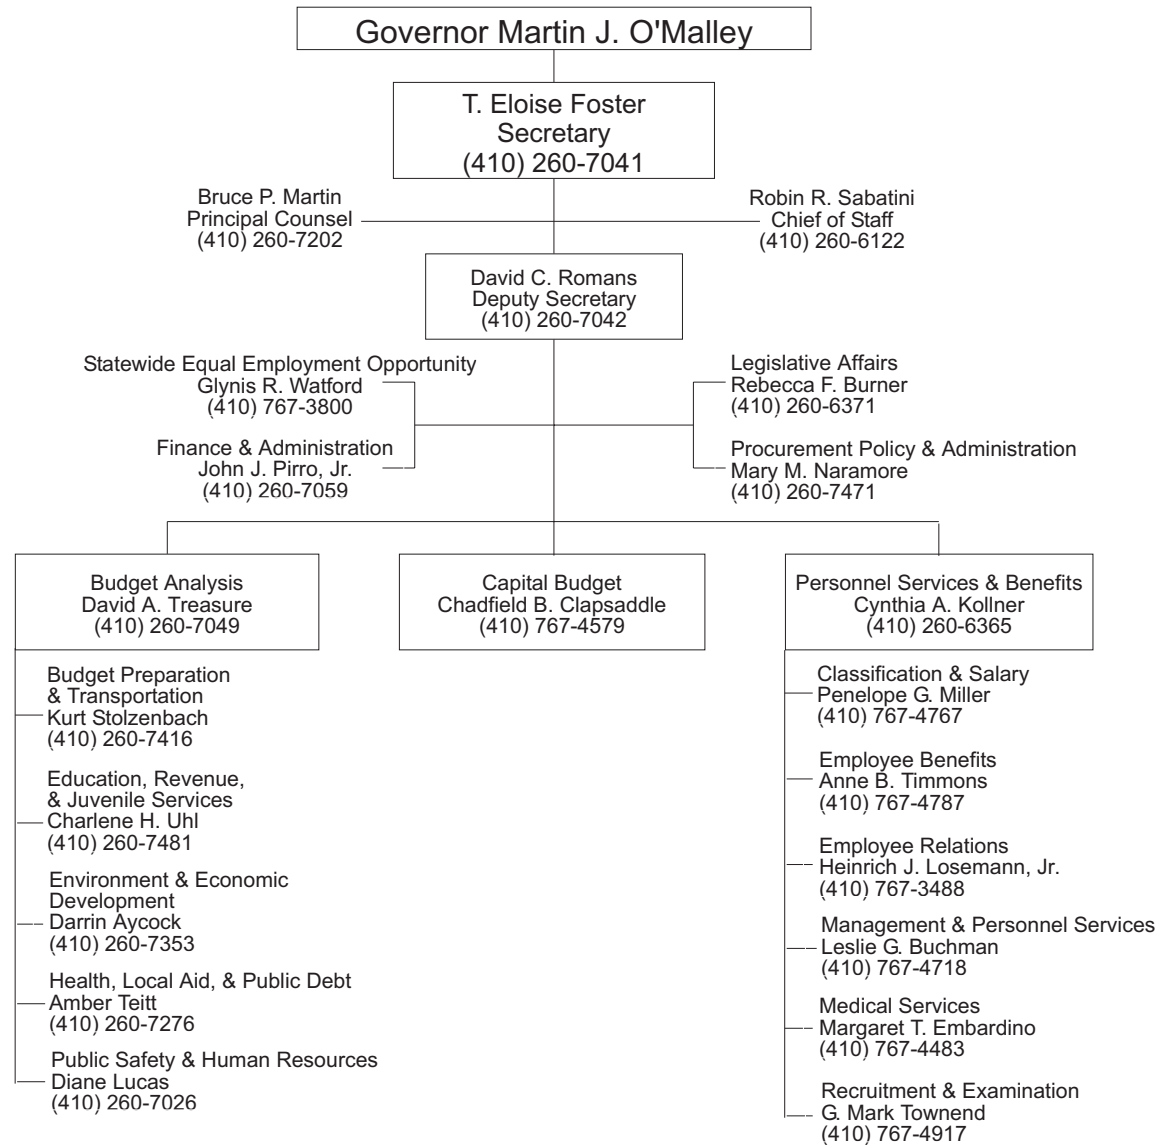 Governor Martin J. O'Malley
T. Eloise Foster
Secretary
(410) 260-7041
Bruce P. Martin
Principal Counsel
(410) 260-7202
Robin R. Sabatini
Chief of Staff
(410) 260-6122
David C. Romans
Deputy Secretary
(410) 260-7042
Statewide Equal Employment Opportunity
Glynis R. Watford
(410) 767-3800
Finance & Administration
John J. Pirro, Jr.
(410) 260-7059
Legislative Affairs
Rebecca F. Burner
(410) 260-6371
Procurement Policy & Administration
Mary M. Naramore
(410) 260-7471
Budget Analysis
David A. Treasure
(410) 260-7049
Budget Preparation
& Transportation
Kurt Stolzenbach
(410) 260-7416
Education, Revenue,
& Juvenile Services
Charlene H. Uhl
(410) 260-7481
Environment & Economic
Development
Darrin Aycock
(410) 260-7353
Health, Local Aid, & Public Debt
Amber Teitt
(410) 260-7276
Public Safety & Human Resources
Diane Lucas
(410) 260-7026
Capital Budget
Chadfield B. Clapsaddle
(410) 767-4579
Personnel Services & Benefits
Cynthia A. Kollner
(410) 260-6365
Classification & Salary
Penelope G. Miller
(410) 767-4767
Employee Benefits
Anne B. Timmons
(410) 767-4787
Employee Relations
Heinrich J. Losemann, Jr.
(410) 767-3488
Management & Personnel Services
Leslie G. Buchman
(410) 767-4718
Medical Services
Margaret T. Embardino
(410) 767-4483
Recruitment & Examination
G. Mark Townend
(410) 767-4917